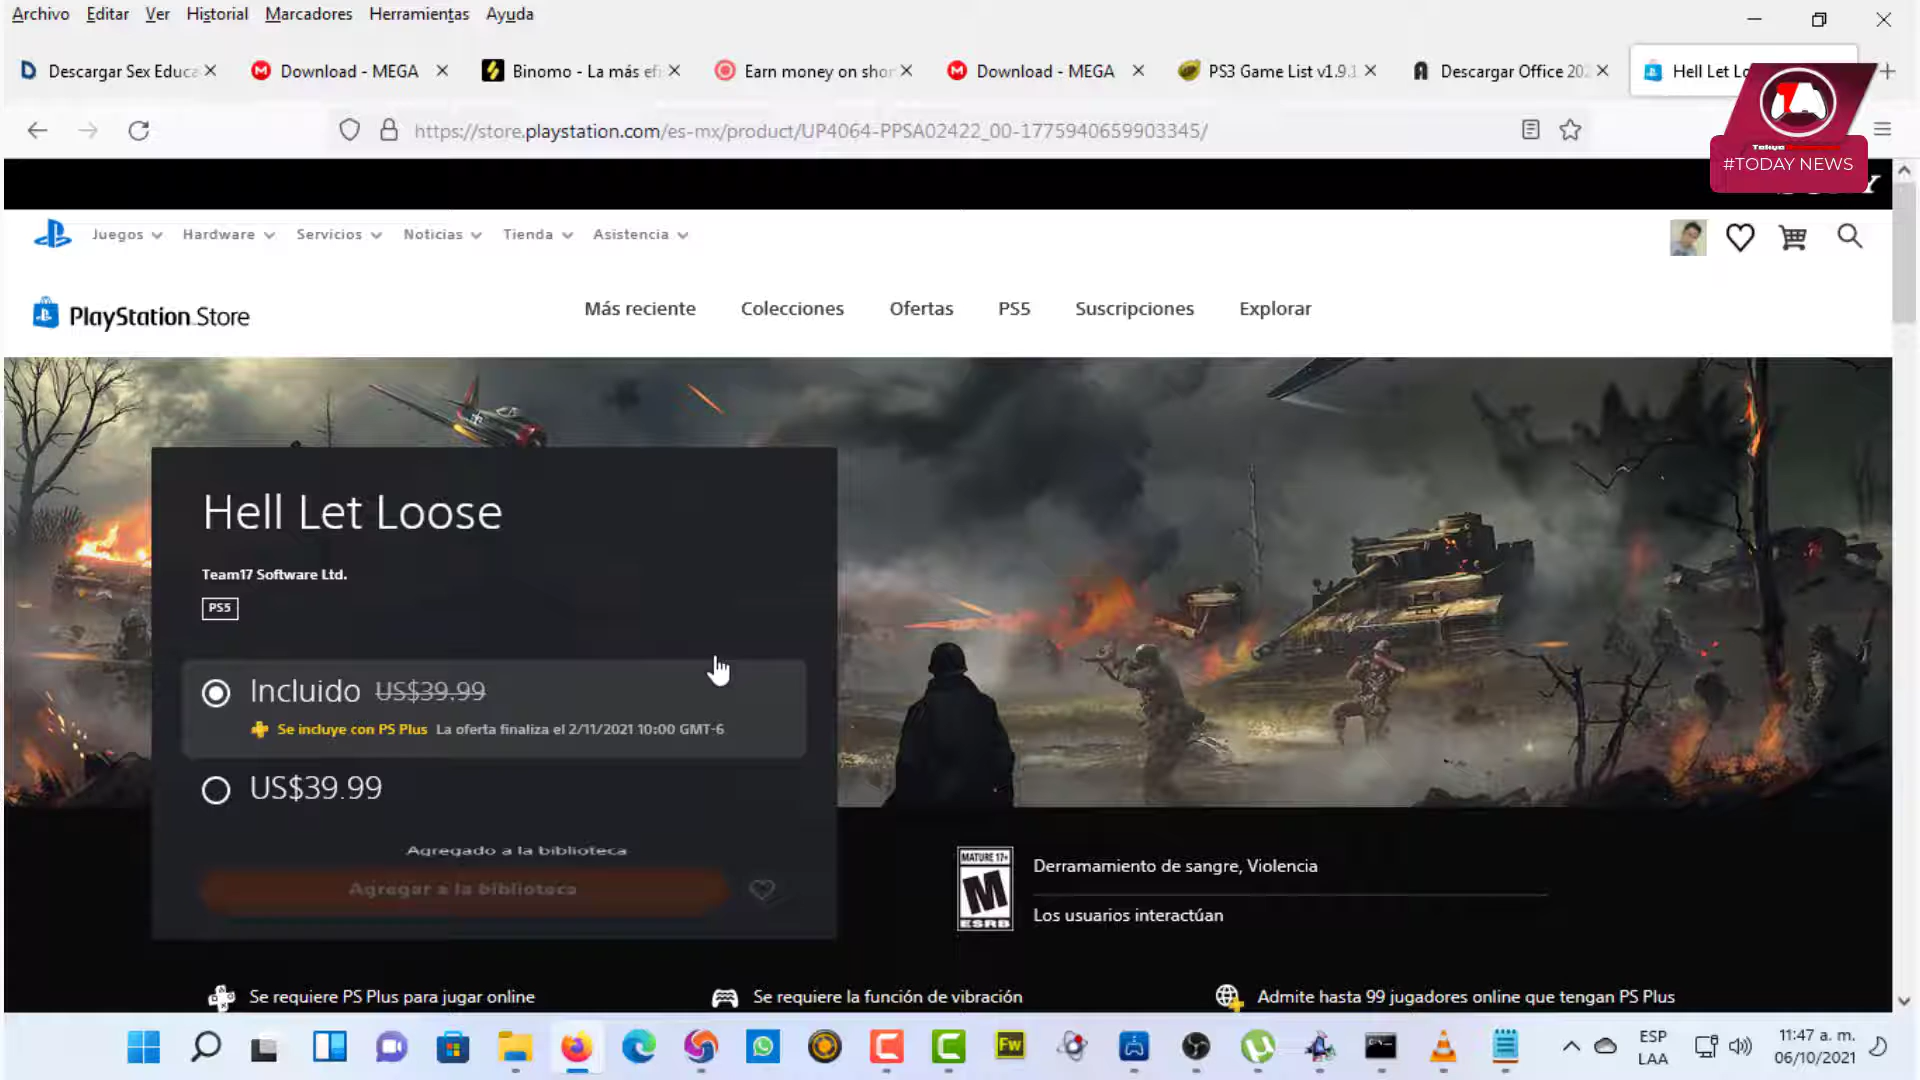 Archivo Editar Ver Historial Marcadores Herramientas Ayuda
Descargar Sex Educa
Download - MEGA
Binomo - La más efi
Earn money on shor
Download - MEGA
PS3 Game List v1.9.1
Descargar Office 202
Hell Let Lo
https://store.playstation.com/es-mx/product/UP4064-PPSA02422_00-1775940659903345/
#TODAY NEWS
Juegos Hardware Servicios Noticias Tienda Asistencia
PlayStation Store
Más reciente Colecciones Ofertas PS5 Suscripciones Explorar
Hell Let Loose
Team17 Software Ltd.
PS5
Incluido US$39.99
Se incluye con PS Plus La oferta finaliza el 2/11/2021 10:00 GMT-6
US$39.99
Agregado a la biblioteca
Agregar a la biblioteca
MATURE 17+
M
ESRB
Derramamiento de sangre, Violencia
Los usuarios interactúan
Se requiere PS Plus para jugar online
Se requiere la función de vibración
Admite hasta 99 jugadores online que tengan PS Plus
Fw
ESP
LAA
11:47 a. m.
06/10/2021